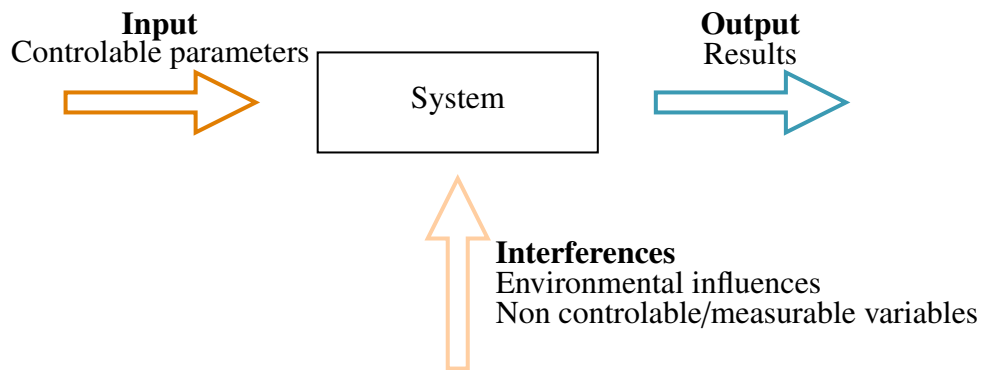 Input
Controlable parameters
System
Output
Results
Interferences
Environmental influences
Non controlable/measurable variables